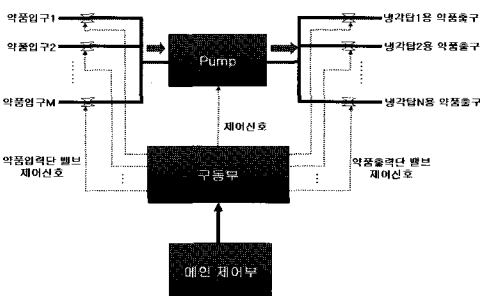 약품입구1
약품입구2
약품입구M
Pump
냉각탑1용 약품출구
냉각탑2용 약품출구
냉각탑N용 약품출구
제어신호
약품입력단 밸브
제어신호
약품출력단 밸브
제어신호
구동부
메인 제어부